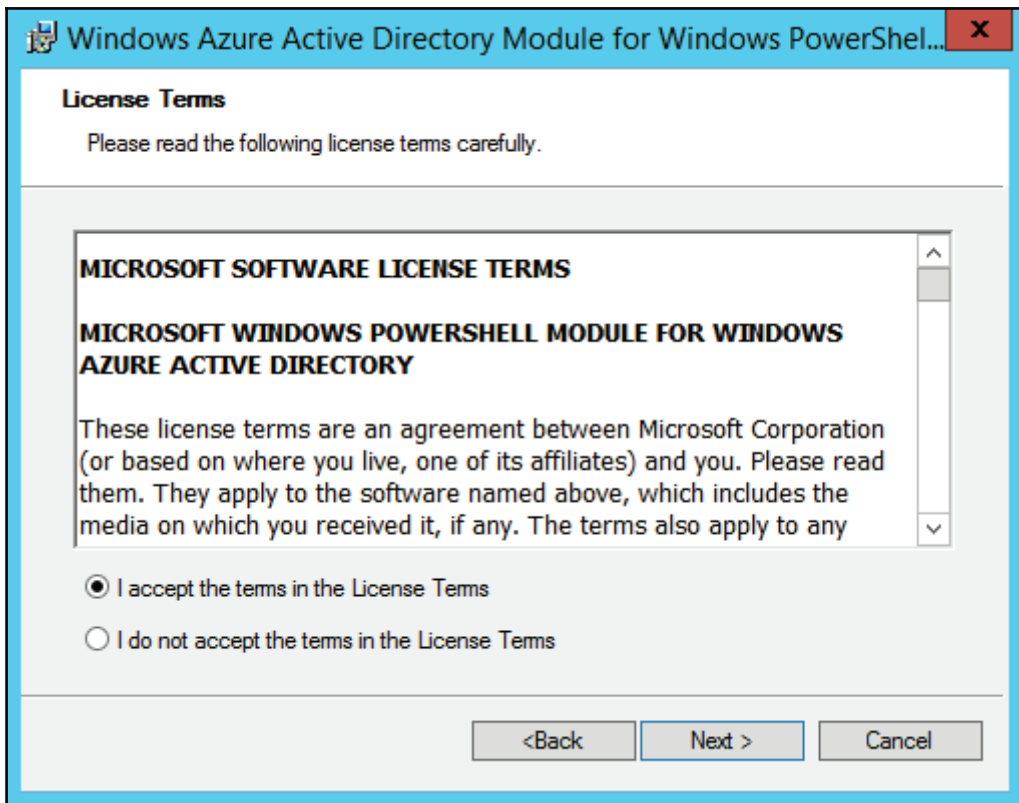 Windows Azure Active Directory Module for Windows PowerShel... X
License Terms
Please read the following license terms carefully.
MICROSOFT SOFTWARE LICENSE TERMS
MICROSOFT WINDOWS POWERSHELL MODULE FOR WINDOWS
AZURE ACTIVE DIRECTORY
These license terms are an agreement between Microsoft Corporation
(or based on where you live, one of its affiliates) and you. Please read
them. They apply to the software named above, which includes the
media on which you received it, if any. The terms also apply to any
I accept the terms in the License Terms
I do not accept the terms in the License Terms
<Back Next > Cancel